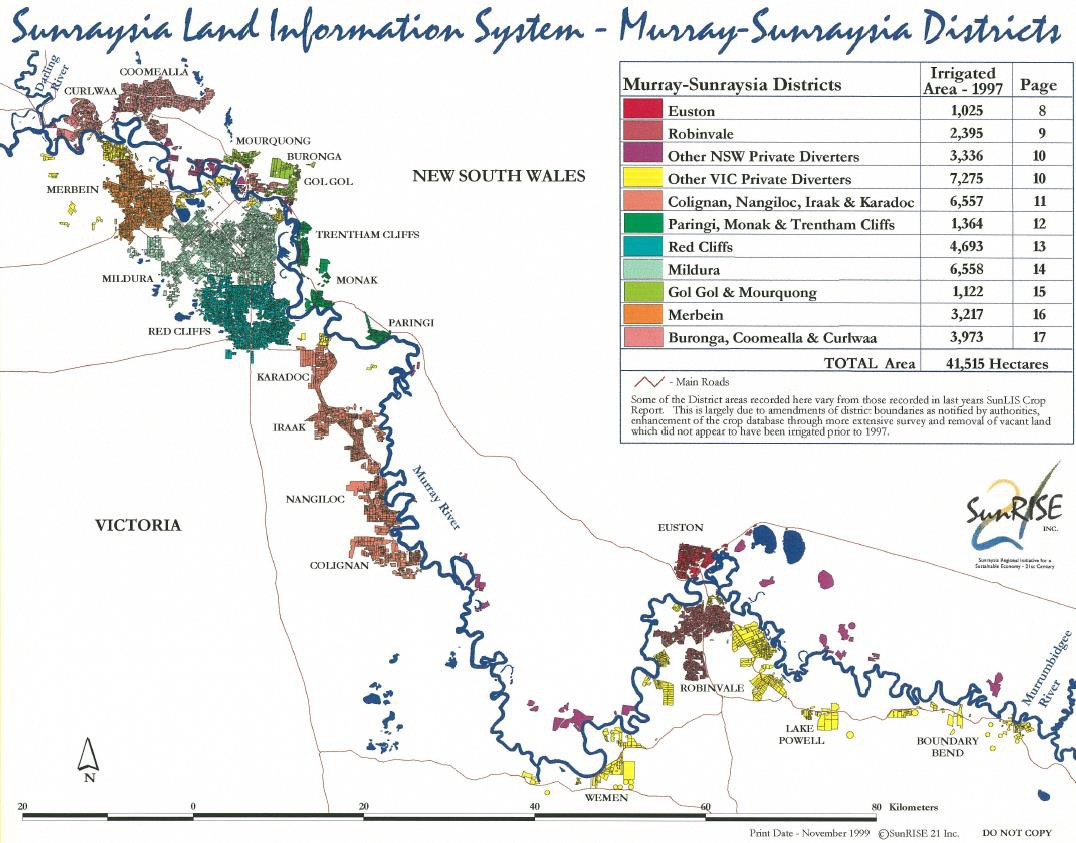 Sunraysia Land Information System - Murray-Sunraysia Districts
Darling River
COOMEALLA
CURLWAA
MOURQUONG
BURONGA
GOL GOL
MERBEIN
NEW SOUTH WALES
TRENTHAM CLIFFS
MILDURA
MONAK
RED CLIFFS
PARINGI
KARADOC
IRAAK
Murray River
NANGILOC
VICTORIA
COLIGNAN
EUSTON
ROBINVALE
LAKE POWELL
BOUNDARY BEND
Murrumbidgee River
WEMEN
N
Murray-Sunraysia Districts Irrigated Area - 1997 Page
Euston 1,025 8
Robinvale 2,395 9
Other NSW Private Diverters 3,336 10
Other VIC Private Diverters 7,275 10
Colignan, Nangiloc, Iraak & Karadoc 6,557 11
Paringi, Monak & Trentham Cliffs 1,364 12
Red Cliffs 4,693 13
Mildura 6,558 14
Gol Gol & Mourquong 1,122 15
Merbein 3,217 16
Buronga, Coomealla & Curlwaa 3,973 17
TOTAL Area 41,515 Hectares
- Main Roads
Some of the District areas recorded here vary from those recorded in last years SunLIS Crop
Report. This is largely due to amendments of district boundaries as notified by authorities,
enhancement of the crop database through more extensive survey and removal of vacant land
which did not appear to have been irrigated prior to 1997.
SunRISE 21
INC.
Sunraysia Regional Initiative for a
Sustainable Economy - 21st Century
20 0 20 40 60 80 Kilometers
Print Date - November 1999 ©SunRISE 21 Inc. DO NOT COPY